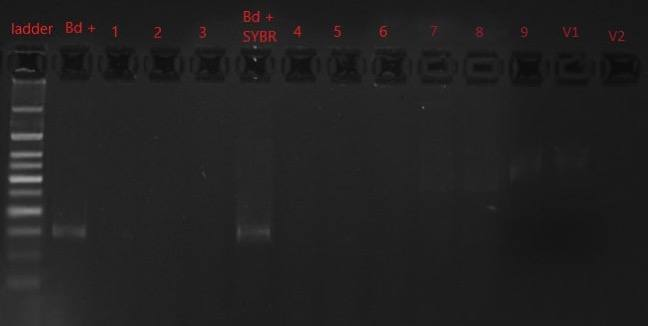 ladder Bd + 1 2 3 Bd +
SYBR 4 5 6 7 8 9 V1 V2